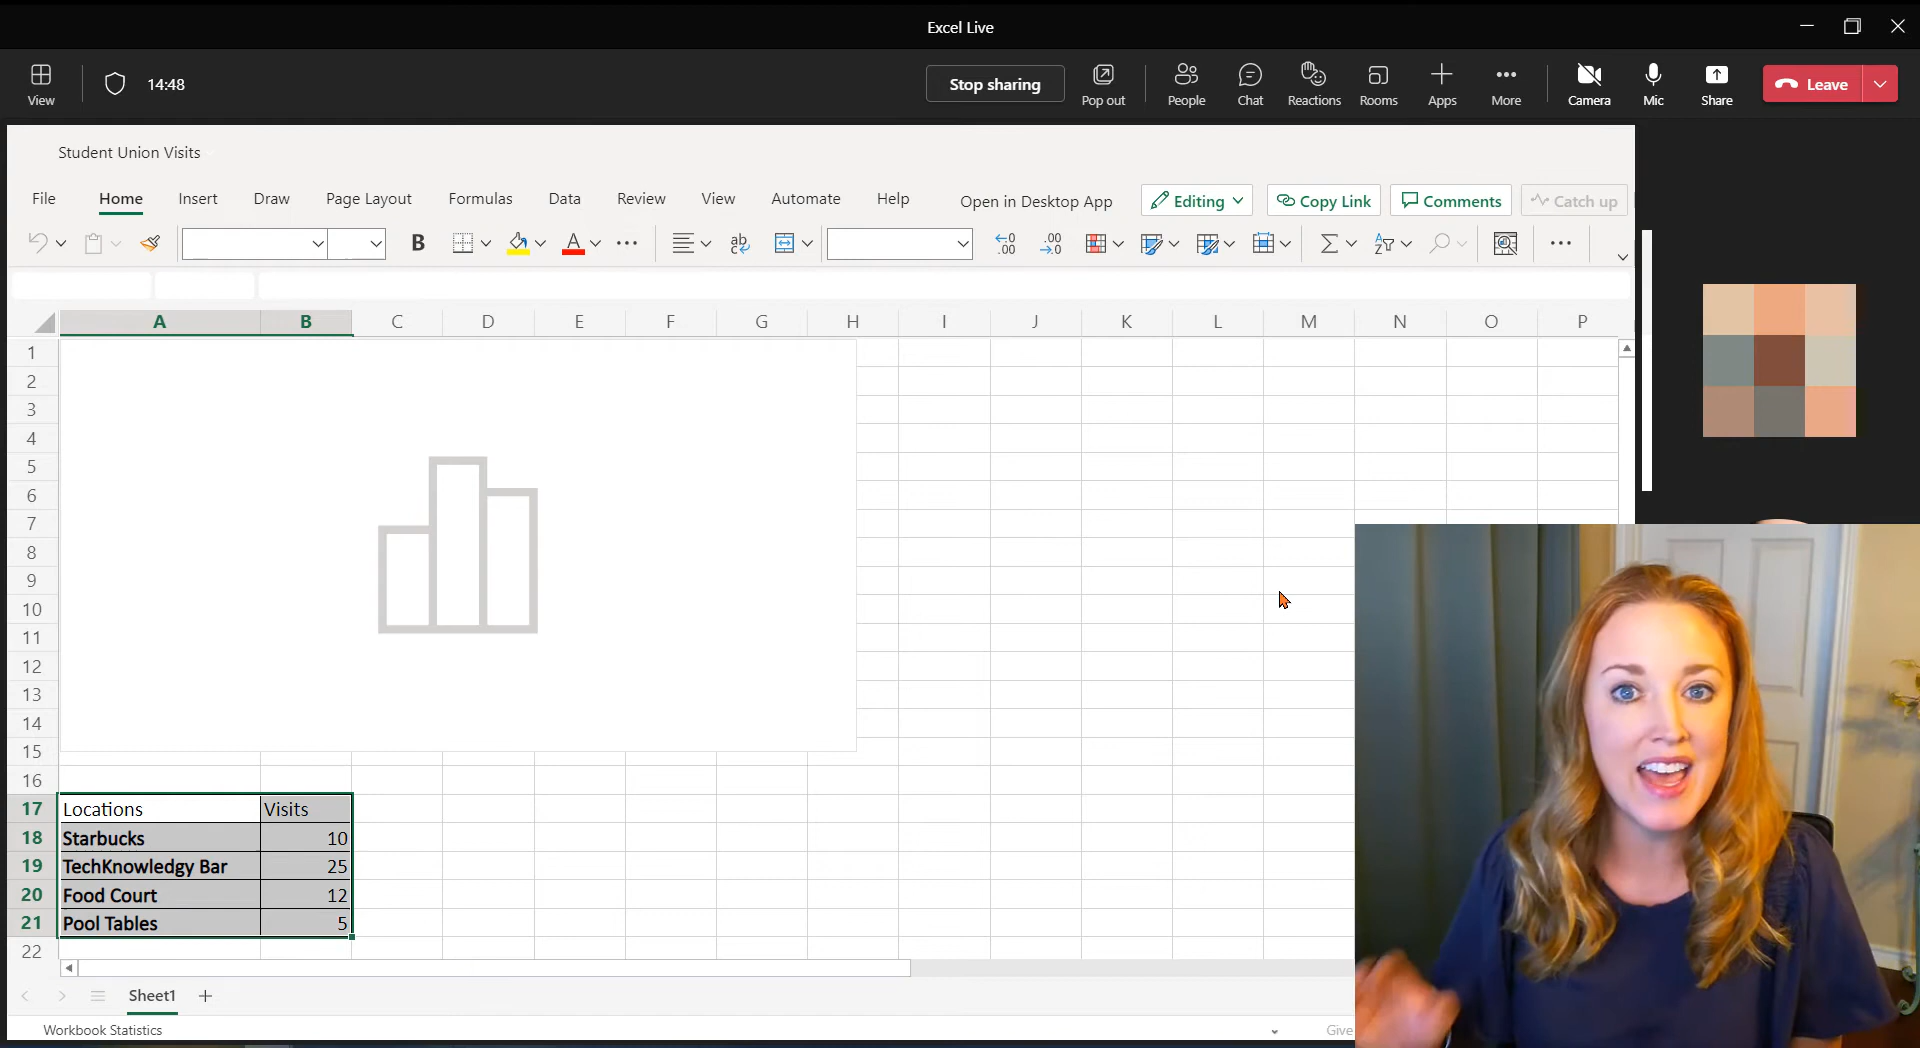 Excel Live
View
14:48
Stop sharing
Pop out
People
Chat
Reactions
Rooms
Apps
More
Camera
Mic
Share
Leave
Student Union Visits
File Home Insert Draw Page Layout Formulas Data Review View Automate Help Open in Desktop App Editing Copy Link Comments Catch up
B A ab .00 .00 A Z
A B C D E F G H I J K L M N O P
1
2
3
4
5
6
7
8
9
10
11
12
13
14
15
16
17 Locations Visits
18 Starbucks 10
19 TechKnowledgy Bar 25
20 Food Court 12
21 Pool Tables 5
22
Sheet1
Workbook Statistics Give